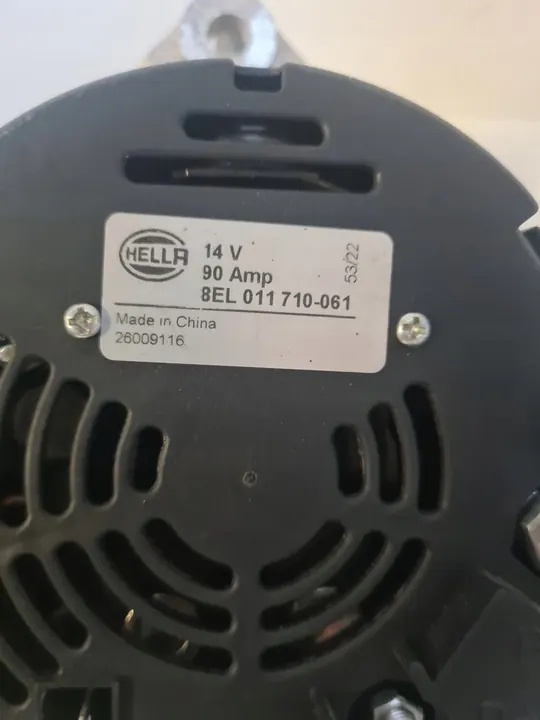 HELLA
14 V
90 Amp
8EL 011 710-061
53/22
Made in China
26009116